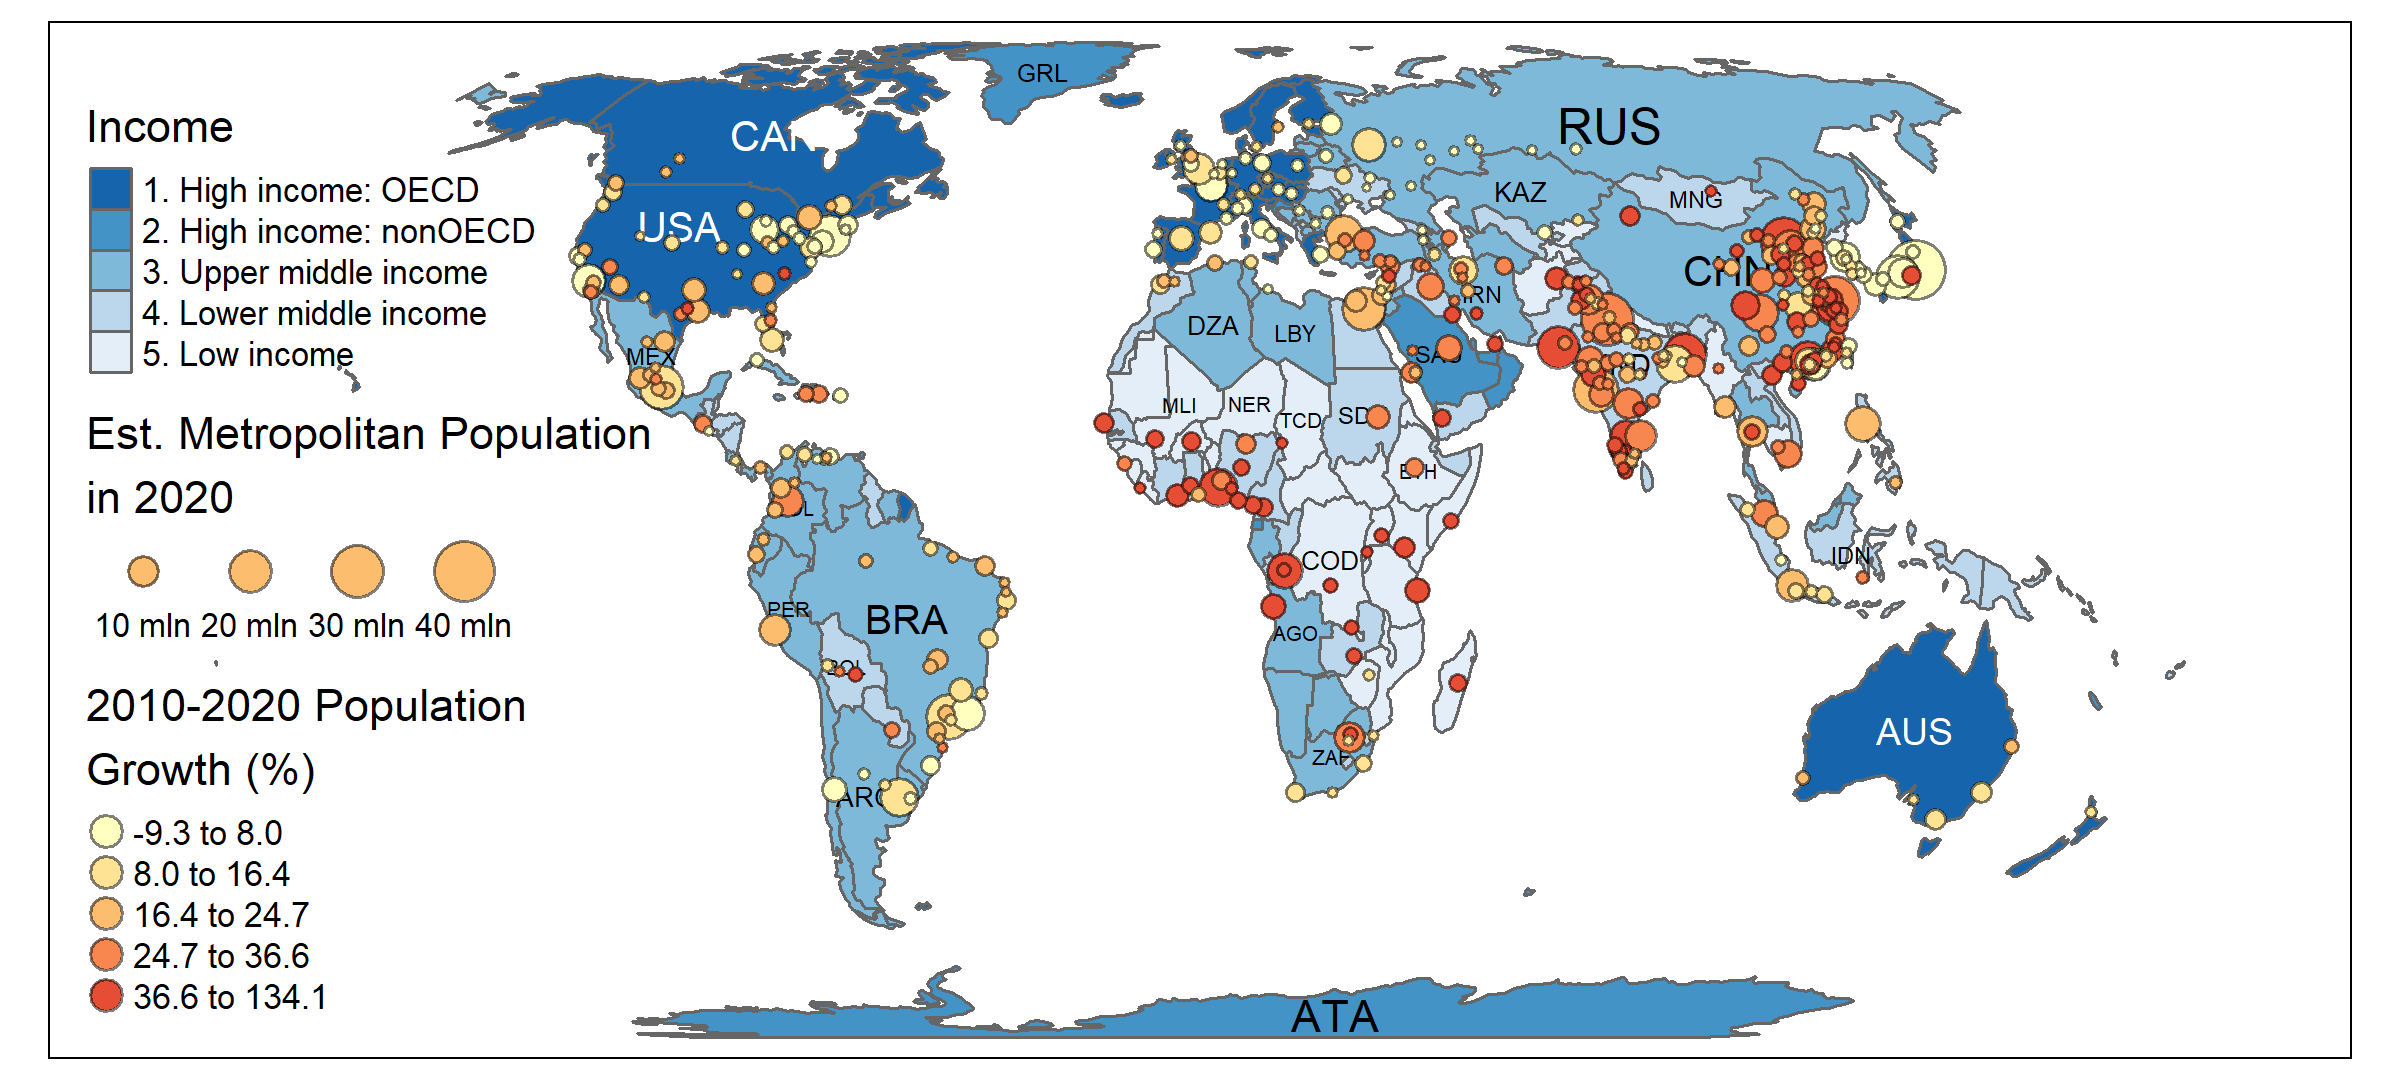 Income
1. High income: OECD
2. High income: nonOECD
3. Upper middle income
4. Lower middle income
5. Low income
Est. Metropolitan Population
in 2020
10 mln 20 mln 30 mln 40 mln
2010-2020 Population
Growth (%)
-9.3 to 8.0
8.0 to 16.4
16.4 to 24.7
24.7 to 36.6
36.6 to 134.1
GRL
CAN
RUS
USA
KAZ
MNG
CHN
IRN
DZA
LBY
SAU
MEX
IND
MLI
NER
TCD
SD
ETH
COL
IDN
COD
PER
BRA
AGO
BOL
AUS
ZAF
ARG
ATA